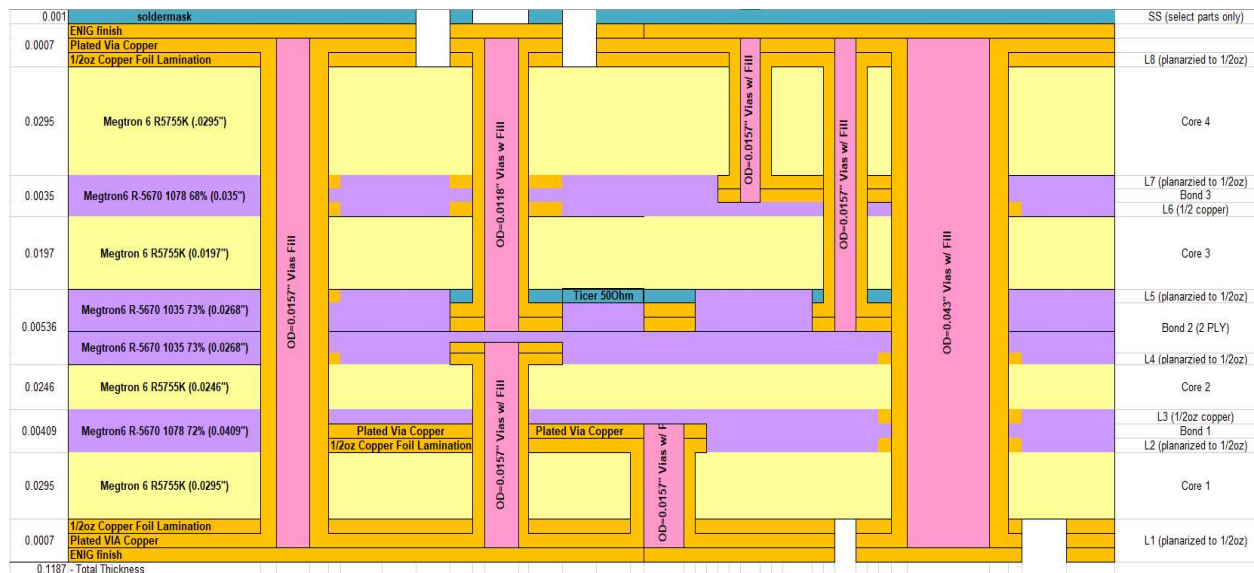 0.001 soldermask SS (select parts only)
ENIG finish
0.0007 Plated Via Copper
1/2oz Copper Foil Lamination L8 (planarzied to 1/2oz)
0.0295 Megtron 6 R5755K (.0295") Core 4
OD=0.0157" Vias Fill
OD=0.0118" Vias w Fill
OD=0.0157" Vias w/ Fill
OD=0.0157" Vias w/ Fill
OD=0.043" Vias w/ Fill
L7 (planarzied to 1/2oz)
0.0035 Megtron6 R-5670 1078 68% (0.035") Bond 3
L6 (1/2 copper)
0.0197 Megtron 6 R5755K (0.0197") Core 3
Megtron6 R-5670 1035 73% (0.0268") Ticer 50Ohm L5 (planarzied to 1/2oz)
0.00536 Bond 2 (2 PLY)
Megtron6 R-5670 1035 73% (0.0268") L4 (planarzied to 1/2oz)
0.0246 Megtron 6 R5755K (0.0246") Core 2
L3 (1/2oz copper)
0.00409 Megtron6 R-5670 1078 72% (0.0409") Plated Via Copper Plated Via Copper Bond 1
1/2oz Copper Foil Lamination L2 (planarized to 1/2oz)
OD=0.0157" Vias w/ Fill
OD=0.0157" Vias w/ F
0.0295 Megtron 6 R5755K (0.0295") Core 1
1/2oz Copper Foil Lamination
0.0007 Plated VIA Copper L1 (planarized to 1/2oz)
ENIG finish
0.1187 - Total Thickness